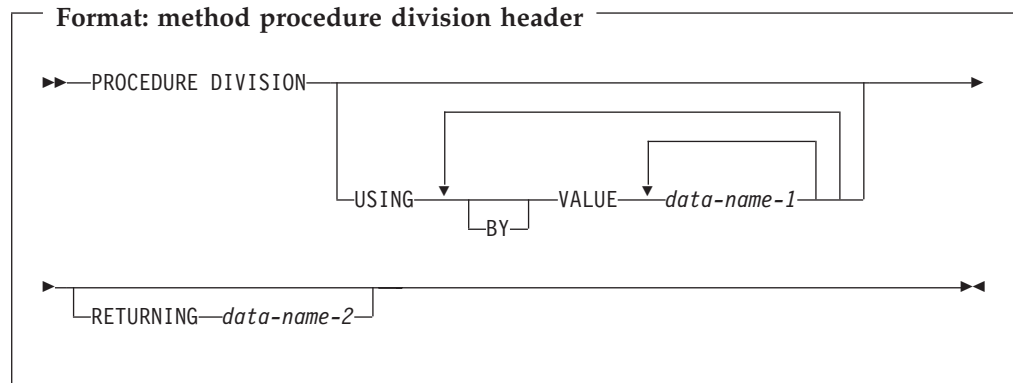 Format: method procedure division header
PROCEDURE DIVISION
USING VALUE data-name-1
BY
RETURNING data-name-2